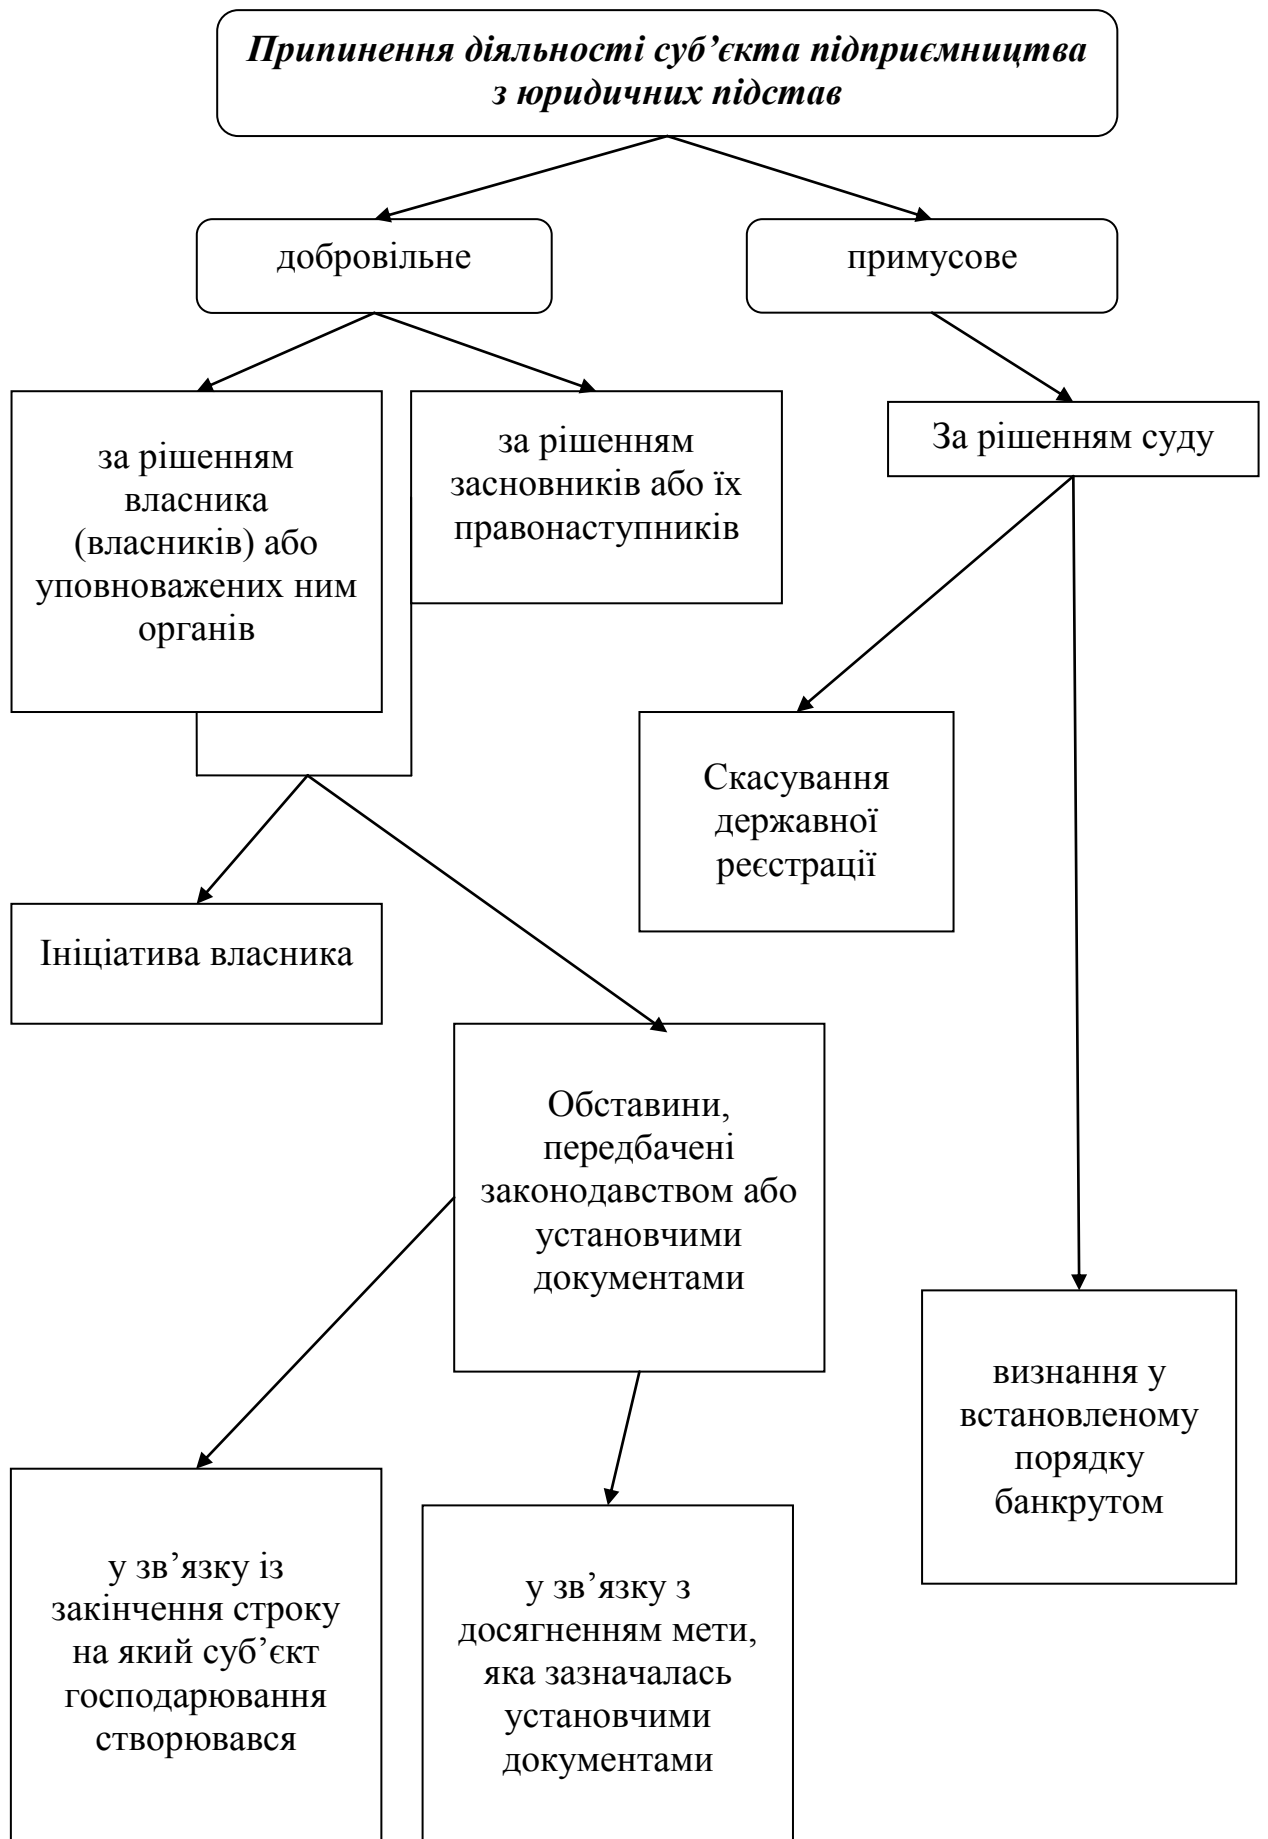 Припинення діяльності суб’єкта підприємництва
з юридичних підстав
добровільне
примусове
за рішенням
власника
(власників) або
уповноважених ним
органів
за рішенням
засновників або їх
правонаступників
За рішенням суду
Скасування
державної
реєстрації
Ініціатива власника
Обставини,
передбачені
законодавством або
установчими
документами
визнання у
встановленому
порядку
банкрутом
у зв’язку із
закінчення строку
на який суб’єкт
господарювання
створювався
у зв’язку з
досягненням мети,
яка зазначалась
установчими
документами